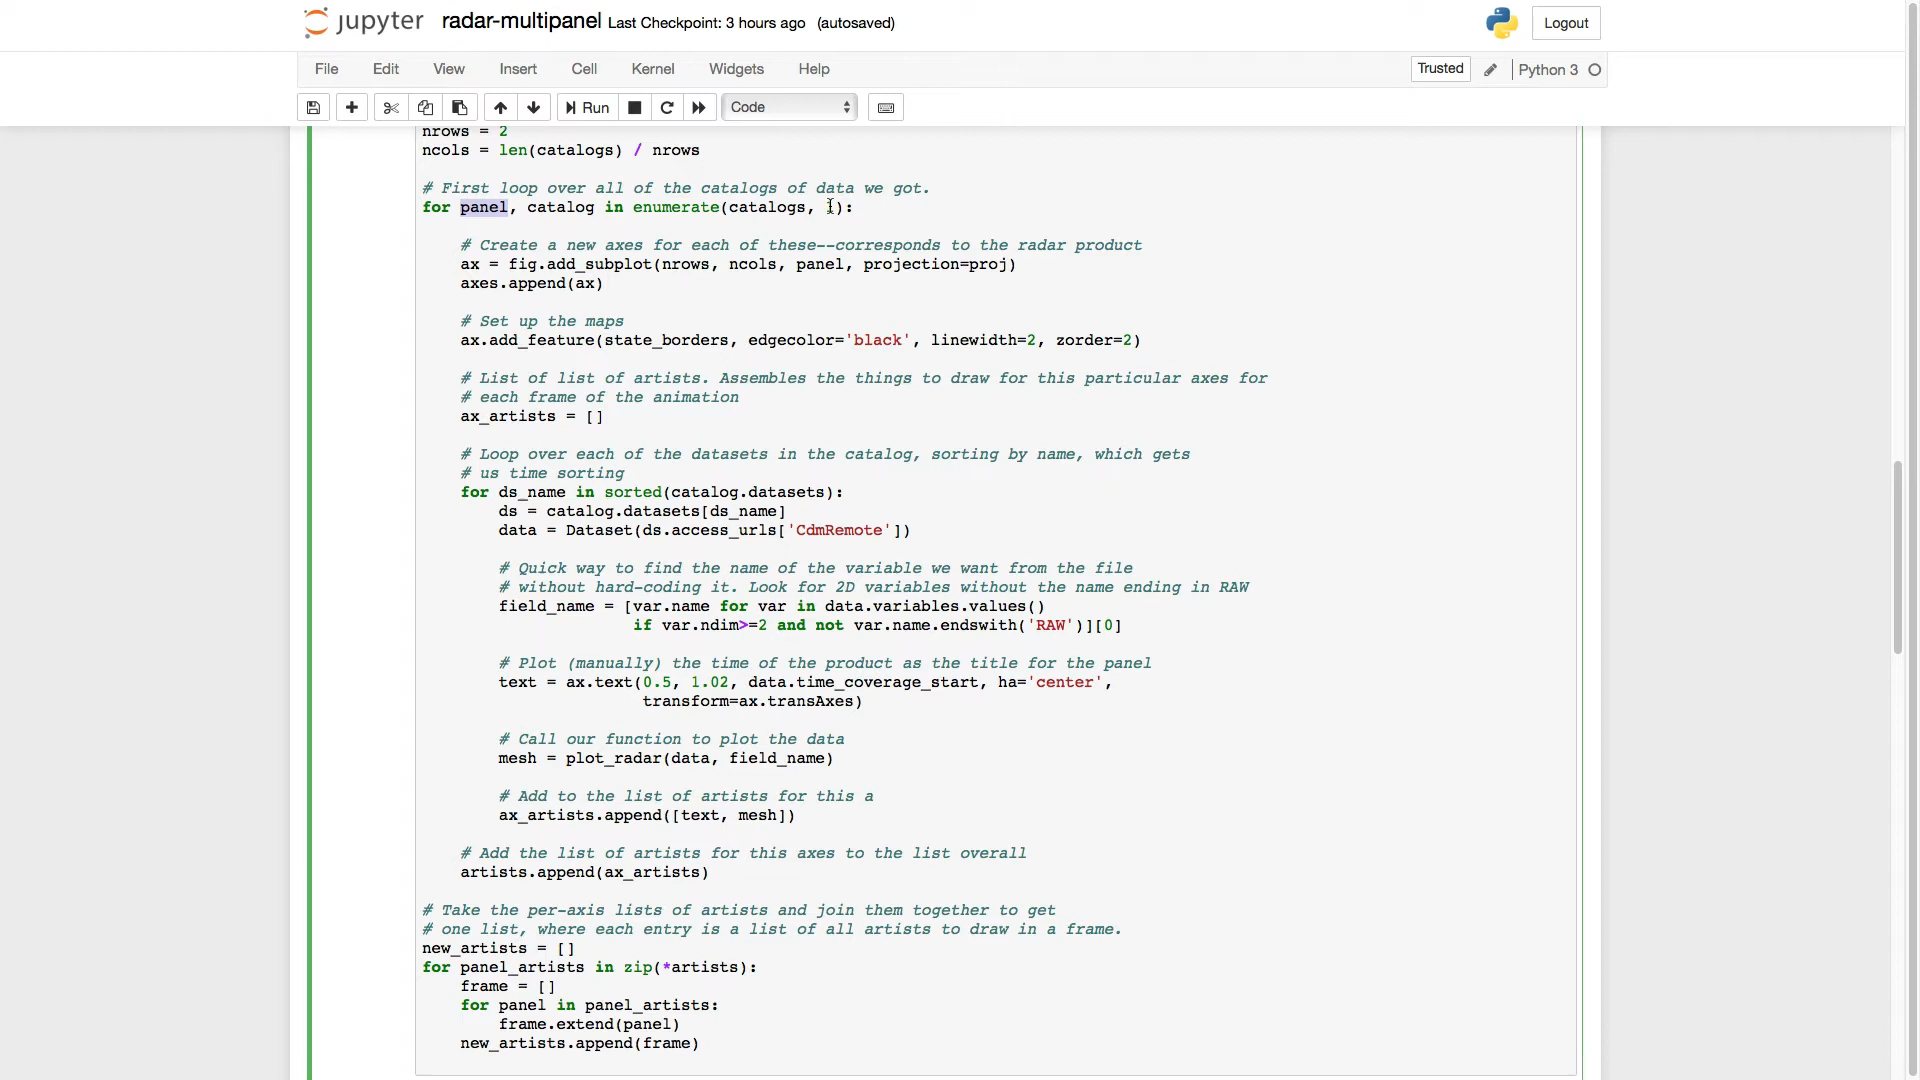 jupyter radar-multipanel Last Checkpoint: 3 hours ago (autosaved) Logout
File Edit View Insert Cell Kernel Widgets Help Trusted Python 3
Run Code
nrows = 2
ncols = len(catalogs) / nrows
# First loop over all of the catalogs of data we got.
for panel, catalog in enumerate(catalogs, ):
# Create a new axes for each of these--corresponds to the radar product
ax = fig.add_subplot(nrows, ncols, panel, projection=proj)
axes.append(ax)
# Set up the maps
ax.add_feature(state_borders, edgecolor='black', linewidth=2, zorder=2)
# List of list of artists. Assembles the things to draw for this particular axes for
# each frame of the animation
ax_artists = []
# Loop over each of the datasets in the catalog, sorting by name, which gets
# us time sorting
for ds_name in sorted(catalog.datasets):
ds = catalog.datasets[ds_name]
data = Dataset(ds.access_urls['CdmRemote'])
# Quick way to find the name of the variable we want from the file
# without hard-coding it. Look for 2D variables without the name ending in RAW
field_name = [var.name for var in data.variables.values()
if var.ndim>=2 and not var.name.endswith('RAW')][0]
# Plot (manually) the time of the product as the title for the panel
text = ax.text(0.5, 1.02, data.time_coverage_start, ha='center',
transform=ax.transAxes)
# Call our function to plot the data
mesh = plot_radar(data, field_name)
# Add to the list of artists for this a
ax_artists.append([text, mesh])
# Add the list of artists for this axes to the list overall
artists.append(ax_artists)
# Take the per-axis lists of artists and join them together to get
# one list, where each entry is a list of all artists to draw in a frame.
new_artists = []
for panel_artists in zip(*artists):
frame = []
for panel in panel_artists:
frame.extend(panel)
new_artists.append(frame)